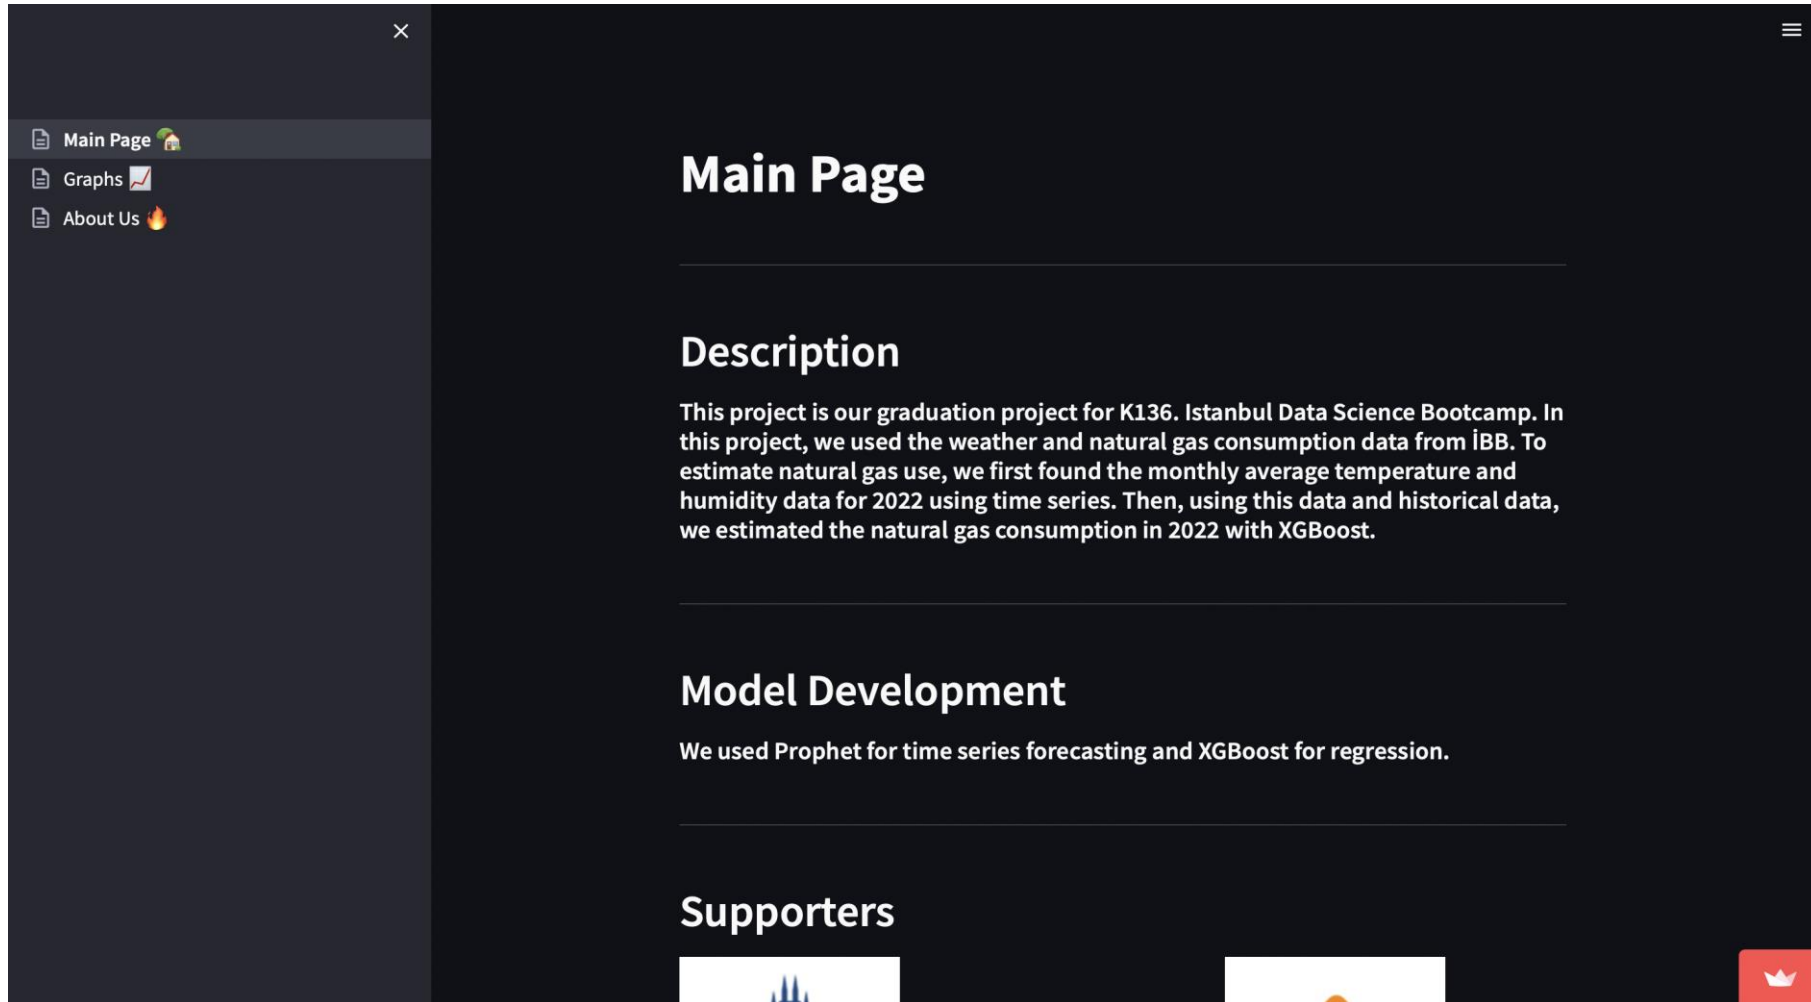 Main Page 🏡
Graphs 📈
About Us 🔥
Main Page
Description
This project is our graduation project for K136. Istanbul Data Science Bootcamp. In
this project, we used the weather and natural gas consumption data from İBB. To
estimate natural gas use, we first found the monthly average temperature and
humidity data for 2022 using time series. Then, using this data and historical data,
we estimated the natural gas consumption in 2022 with XGBoost.
Model Development
We used Prophet for time series forecasting and XGBoost for regression.
Supporters